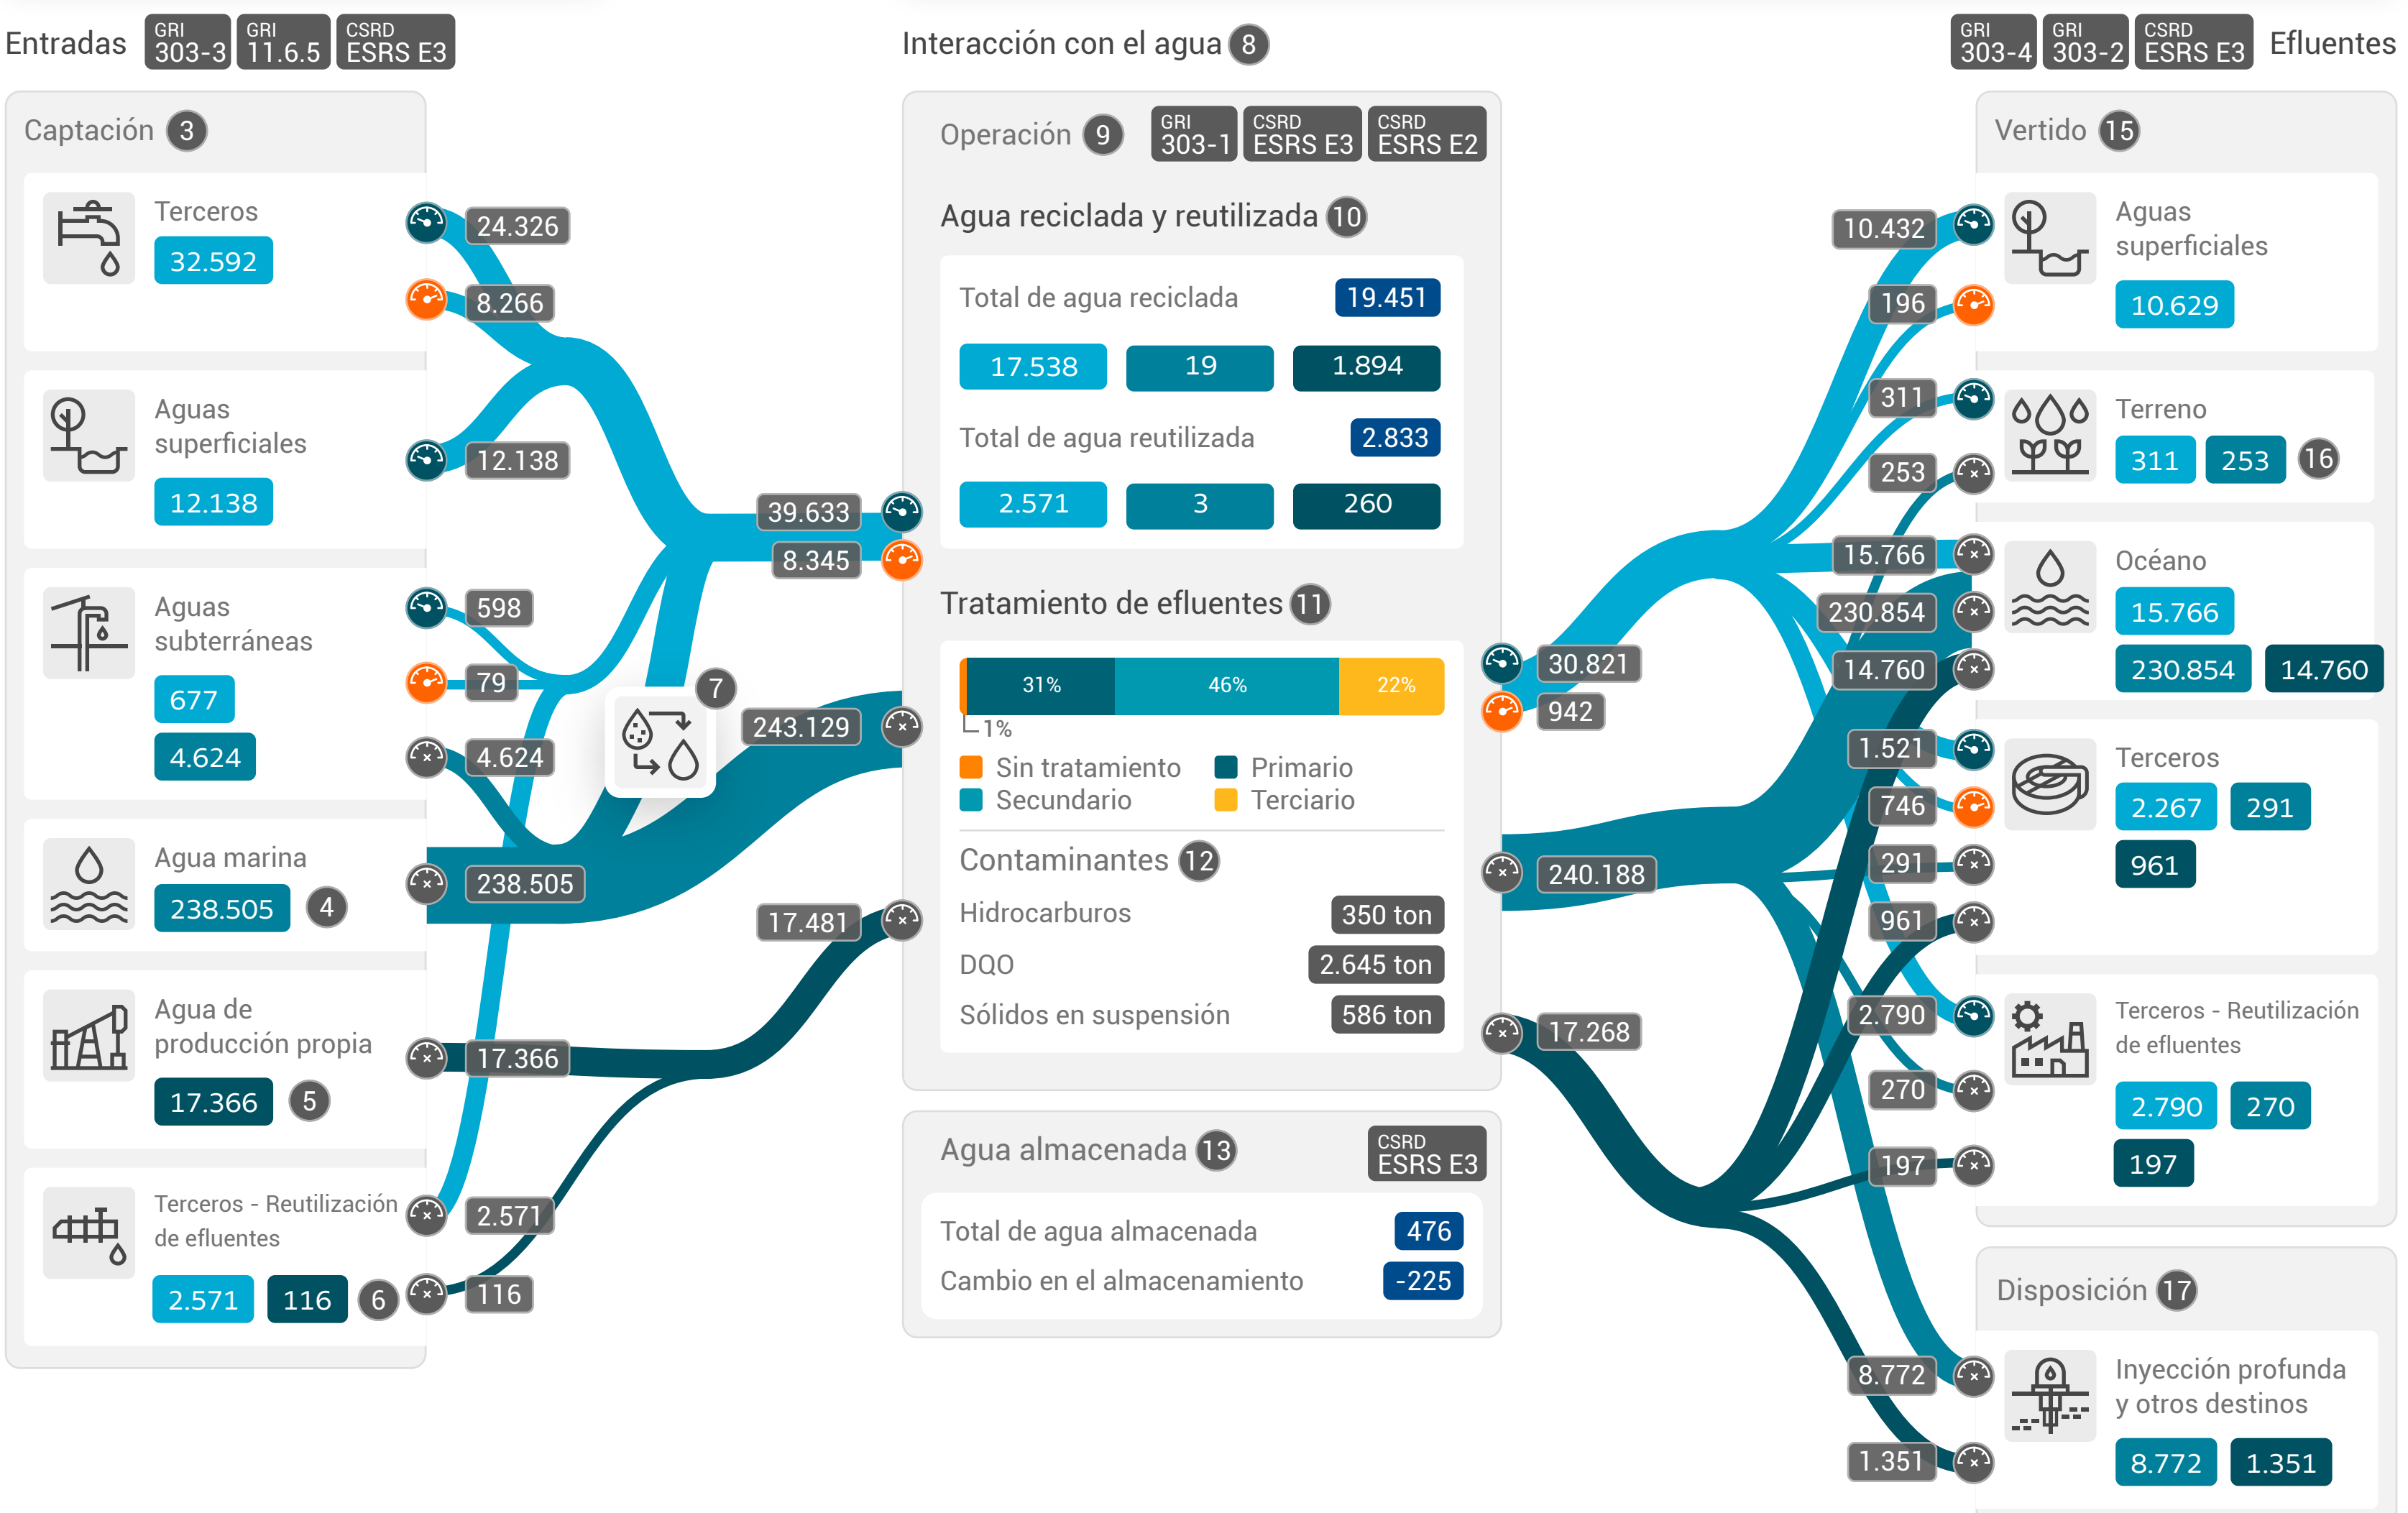 Entradas
GRI
303-3
GRI
11.6.5
CSRD
ESRS E3
Captación 3
Terceros
32.592
24.326
8.266
Aguas
superficiales
12.138
12.138
Aguas
subterráneas
677
4.624
598
79
4.624
Agua marina
238.505 4
238.505
Agua de
producción propia
17.366 5
17.366
Terceros - Reutilización
de efluentes
2.571 116 6
2.571
116
7
39.633
8.345
243.129
17.481
Interacción con el agua 8
Operación 9
GRI
303-1
CSRD
ESRS E3
CSRD
ESRS E2
Agua reciclada y reutilizada 10
Total de agua reciclada 19.451
17.538 19 1.894
Total de agua reutilizada 2.833
2.571 3 260
Tratamiento de efluentes 11
31% 46% 22%
1%
Sin tratamiento Primario
Secundario Terciario
Contaminantes 12
Hidrocarburos 350 ton
DQO 2.645 ton
Sólidos en suspensión 586 ton
Agua almacenada 13
CSRD
ESRS E3
Total de agua almacenada 476
Cambio en el almacenamiento -225
30.821
942
240.188
17.268
GRI
303-4
GRI
303-2
CSRD
ESRS E3
Efluentes
Vertido 15
10.432
196
Aguas
superficiales
10.629
311
253
Terreno
311 253 16
15.766
230.854
14.760
Océano
15.766
230.854 14.760
1.521
746
291
961
Terceros
2.267 291
961
2.790
270
197
Terceros - Reutilización
de efluentes
2.790 270
197
Disposición 17
8.772
1.351
Inyección profunda
y otros destinos
8.772 1.351